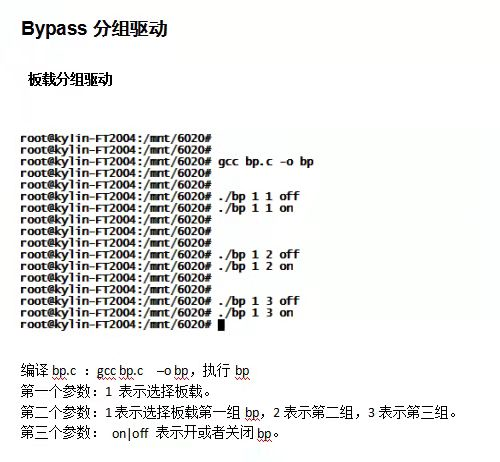 Bypass 分组驱动
板载分组驱动
root@kylin-FT2004:/mnt/6020#
root@kylin-FT2004:/mnt/6020#
root@kylin-FT2004:/mnt/6020# gcc bp.c -o bp
root@kylin-FT2004:/mnt/6020#
root@kylin-FT2004:/mnt/6020#
root@kylin-FT2004:/mnt/6020# ./bp 1 1 off
root@kylin-FT2004:/mnt/6020# ./bp 1 1 on
root@kylin-FT2004:/mnt/6020#
root@kylin-FT2004:/mnt/6020#
root@kylin-FT2004:/mnt/6020#
root@kylin-FT2004:/mnt/6020# ./bp 1 2 off
root@kylin-FT2004:/mnt/6020# ./bp 1 2 on
root@kylin-FT2004:/mnt/6020#
root@kylin-FT2004:/mnt/6020#
root@kylin-FT2004:/mnt/6020# ./bp 1 3 off
root@kylin-FT2004:/mnt/6020# ./bp 1 3 on
root@kylin-FT2004:/mnt/6020#
编译 bp.c ：gcc bp.c –o bp，执行 bp
第一个参数：1 表示选择板载。
第二个参数：1 表示选择板载第一组 bp，2 表示第二组，3 表示第三组。
第三个参数： on|off 表示开或者关闭 bp。